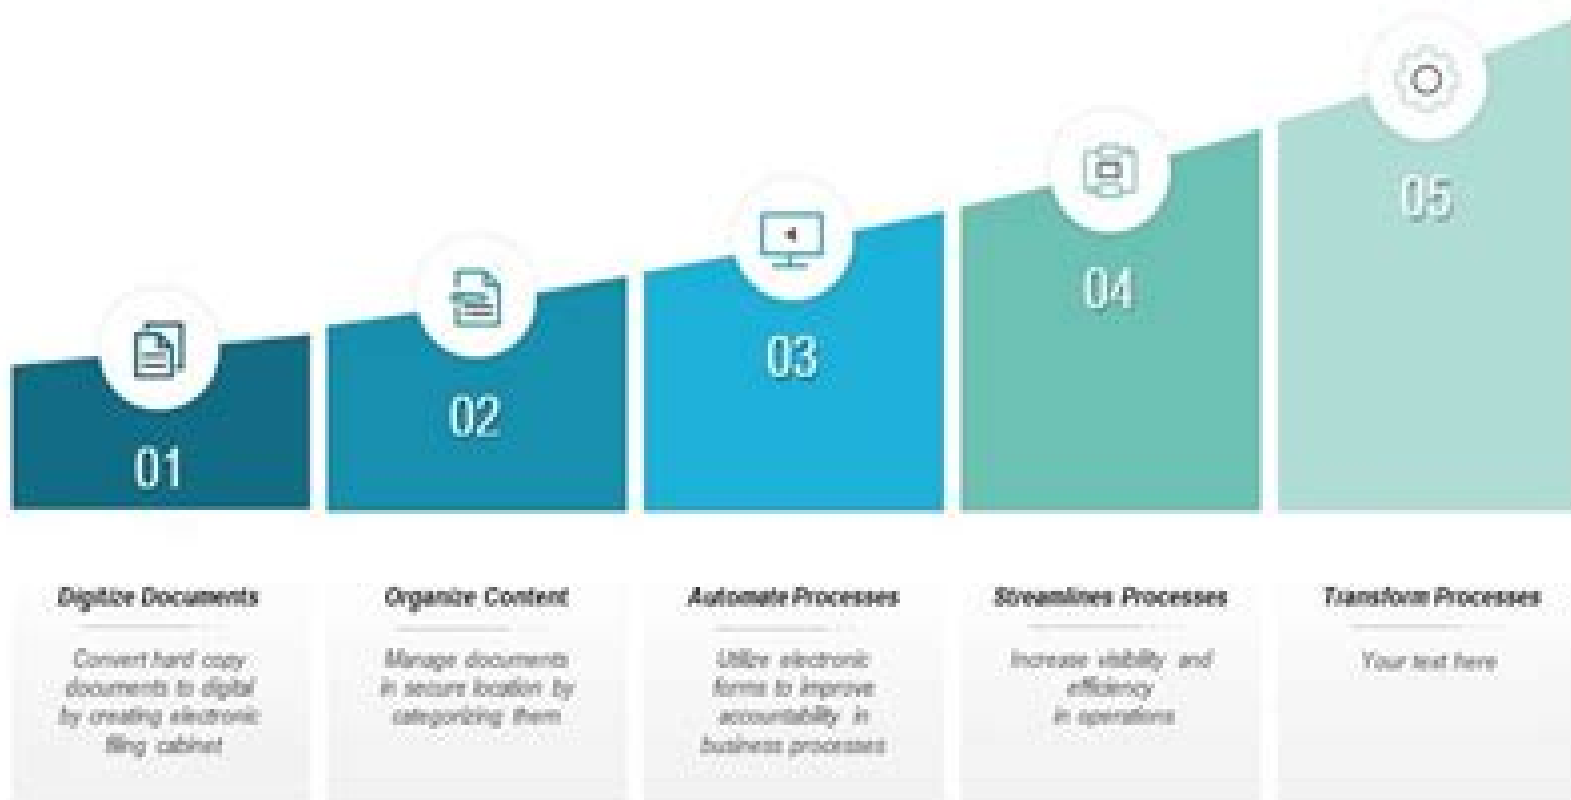 01
02
03
04
05
Digitize Documents
Convert hard copy
documents to digital
by creating electronic
filing cabinet
Organize Content
Manage documents
in secure location by
categorizing them
Automate Processes
Utilize electronic
forms to improve
accountability in
business processes
Streamlines Processes
Increase visibility and
efficiency
in operations
Transform Processes
Your text here